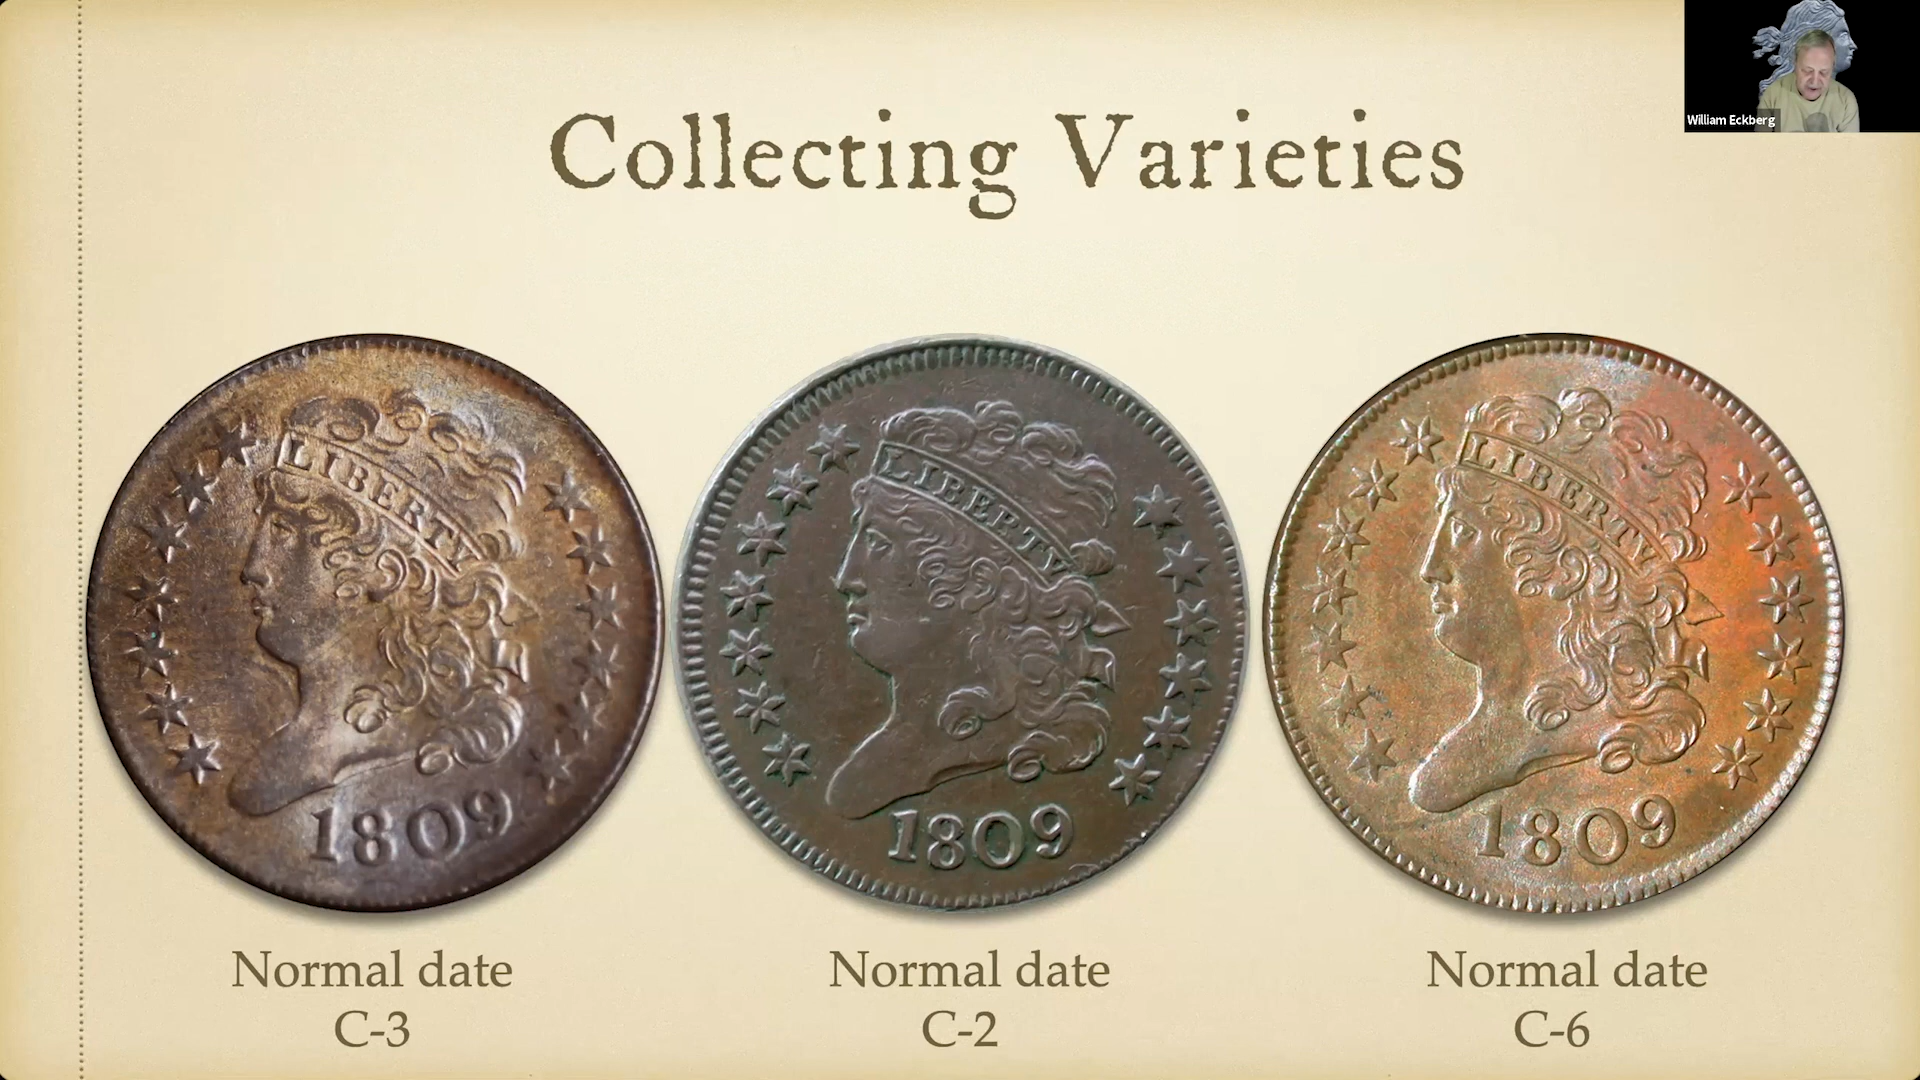 William Eckberg
Collecting Varieties
LIBERTY
1809
LIBERTY
1809
LIBERTY
1809
Normal date
C-3
Normal date
C-2
Normal date
C-6